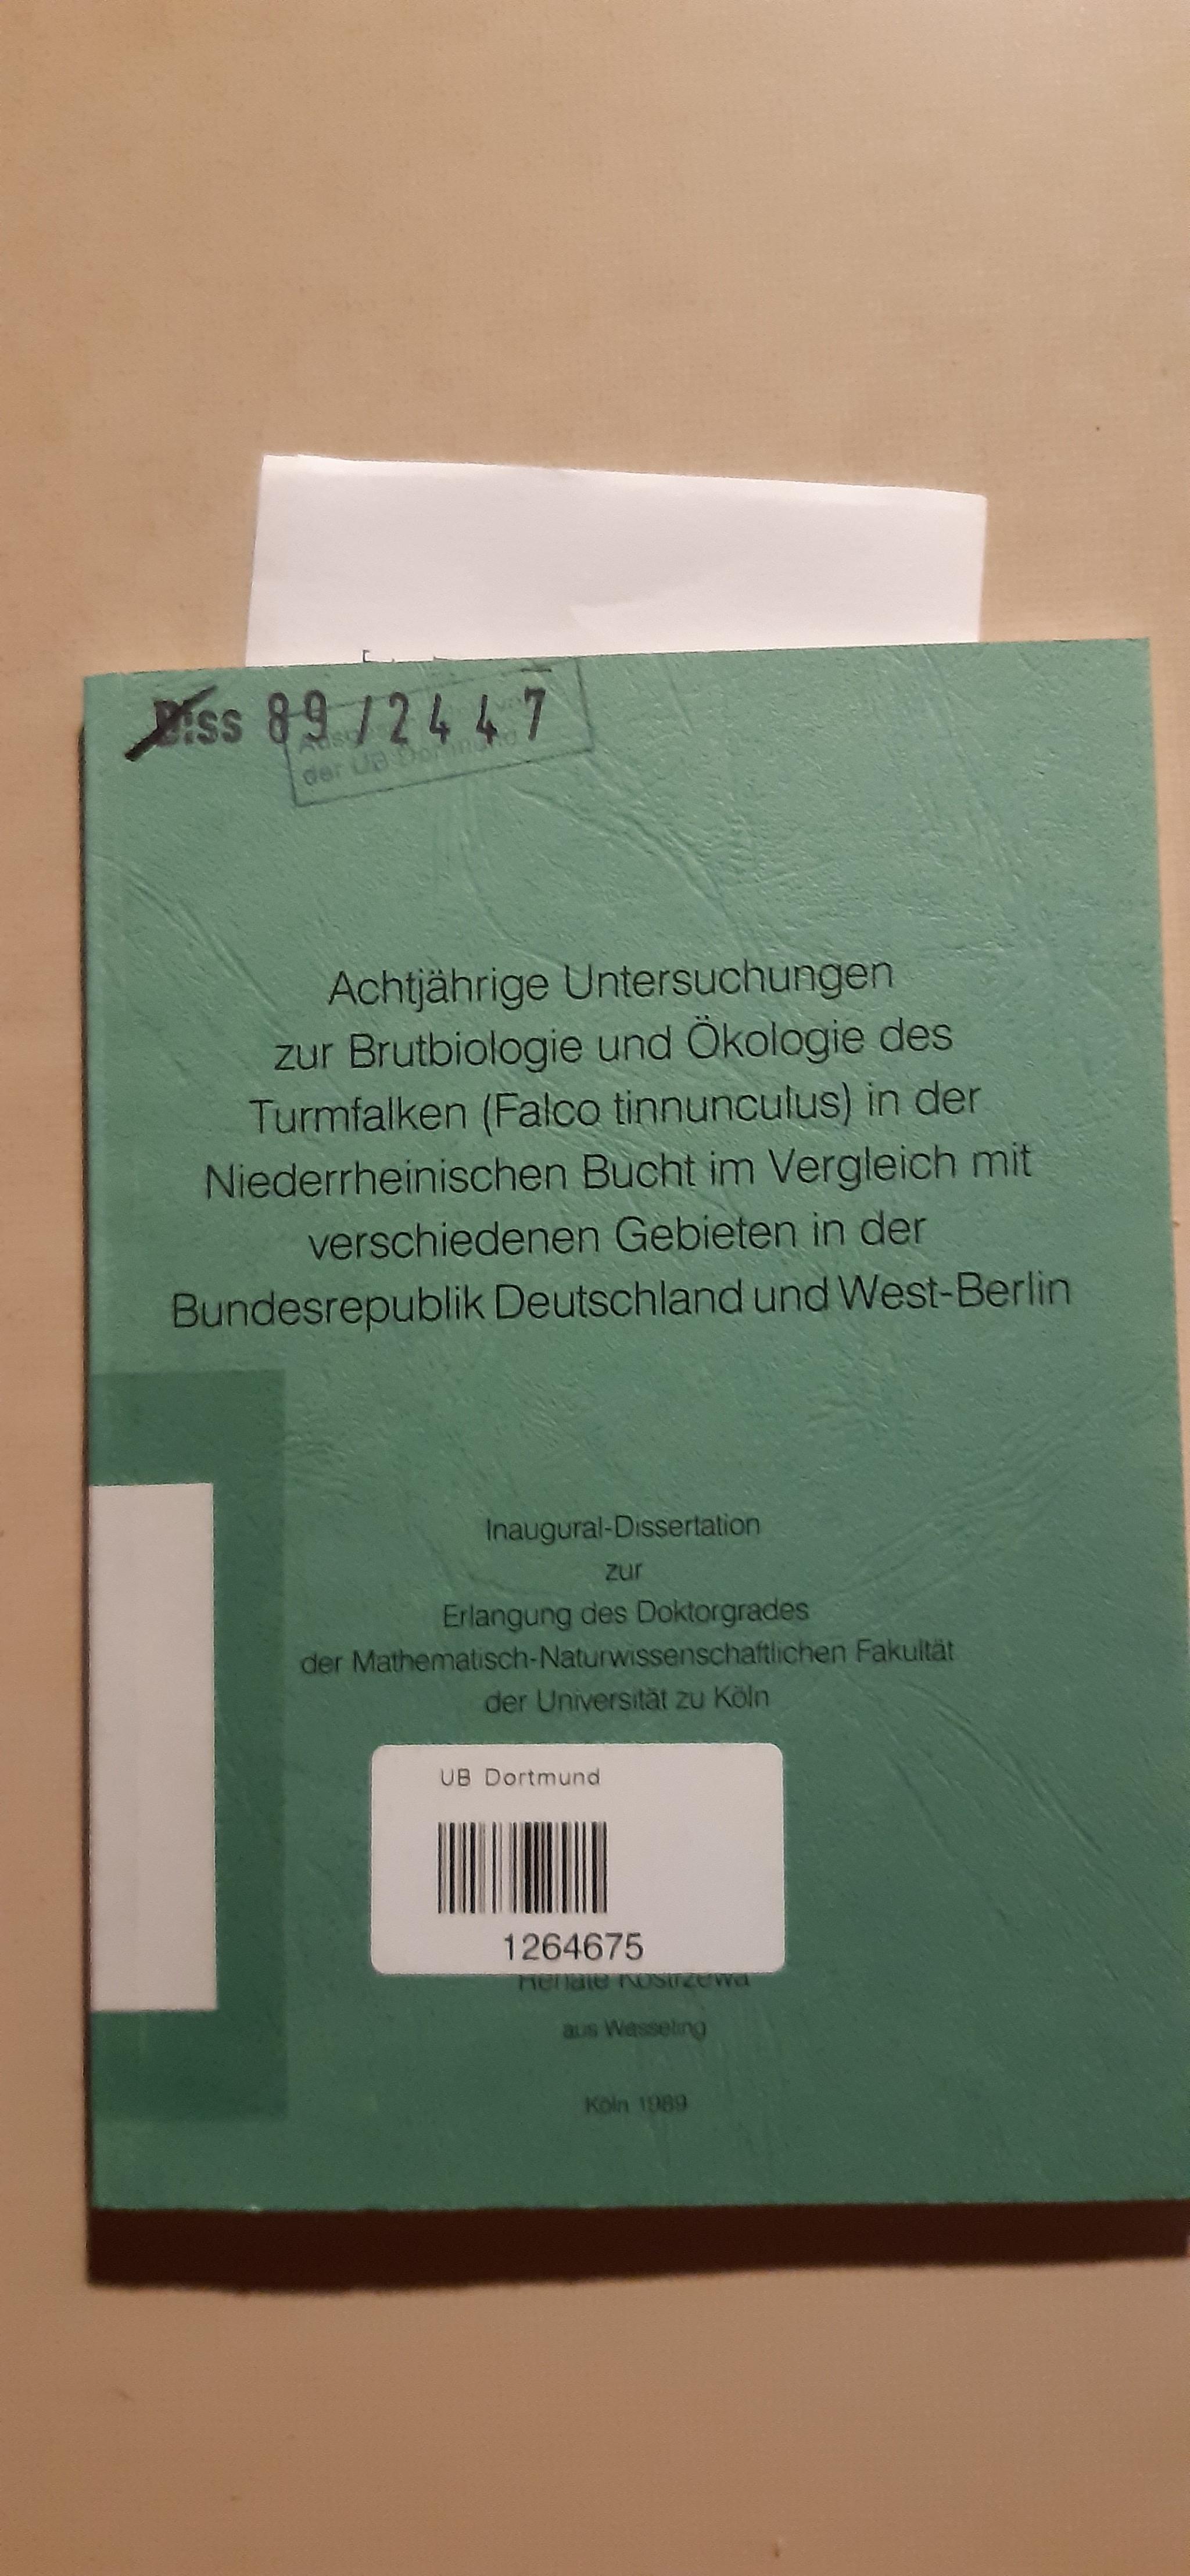 Diss 89/2447
der UB Dortmund
Achtjährige Untersuchungen
zur Brutbiologie und Ökologie des
Turmfalken (Falco tinnunculus) in der
Niederrheinischen Bucht im Vergleich mit
verschiedenen Gebieten in der
Bundesrepublik Deutschland und West-Berlin
Inaugural-Dissertation
zur
Erlangung des Doktorgrades
der Mathematisch-Naturwissenschaftlichen Fakultät
der Universität zu Köln
UB Dortmund
1264675
Renate Kostrzewa
aus Wesseling
Köln 1989